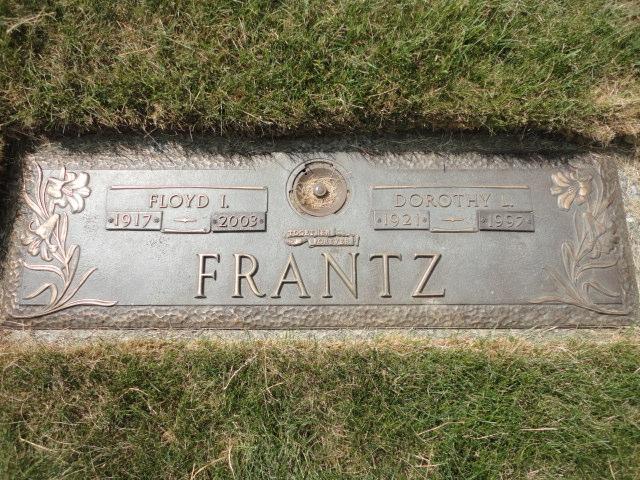 FLOYD I.
1917 2003
DOROTHY L.
1921 1997
TOGETHER
FOREVER
FRANTZ